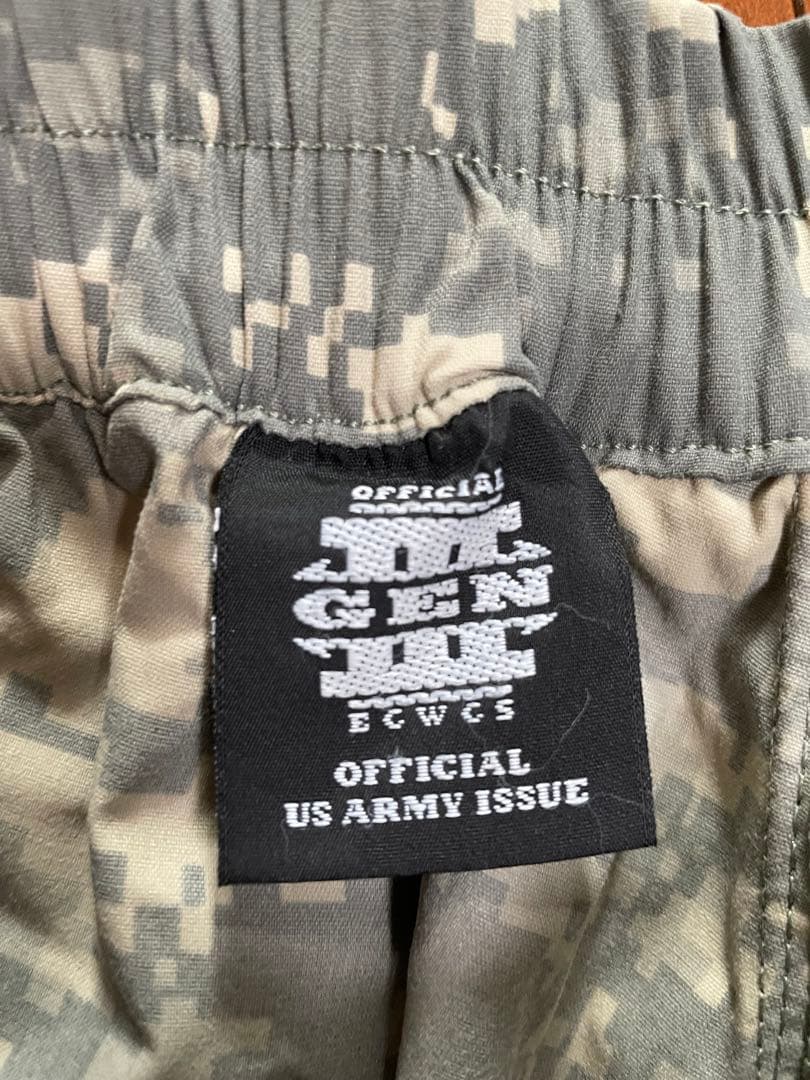 OFFICIAL
III
GEN
III
ECWCS
OFFICIAL
US ARMY ISSUE